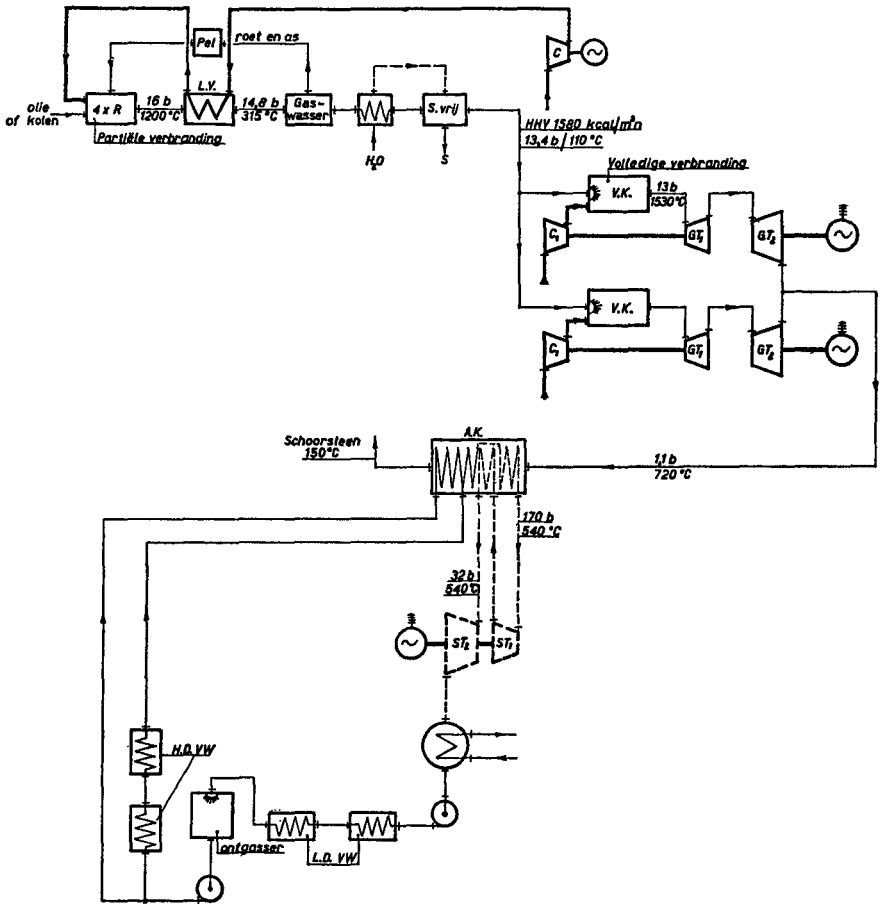 Pel
roet en as
C
L.V.
olie
of kolen
4 x R
16 b
1200°C
14,8 b
315°C
Gas-
wasser
S.vrij
Partiële verbranding
H₂O
S
HHV 1580 kcal/m³n
13,4 b/110°C
Volledige verbranding
V.K.
13 b
1530°C
C₁
GT₁
GT₂
V.K.
C₁
GT₁
GT₂
A.K.
Schoorsteen
150°C
1,1 b
720°C
170 b
540°C
32 b
540°C
ST₂
ST₁
H.D. VW
ontgasser
L.D. VW